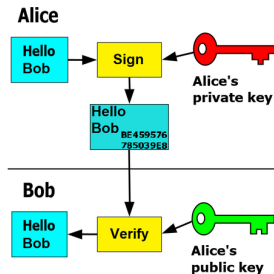 Alice
Hello
Bob
Sign
Alice's
private key
Hello
Bob
BE459576
785039E8
Bob
Hello
Bob
Verify
Alice's
public key